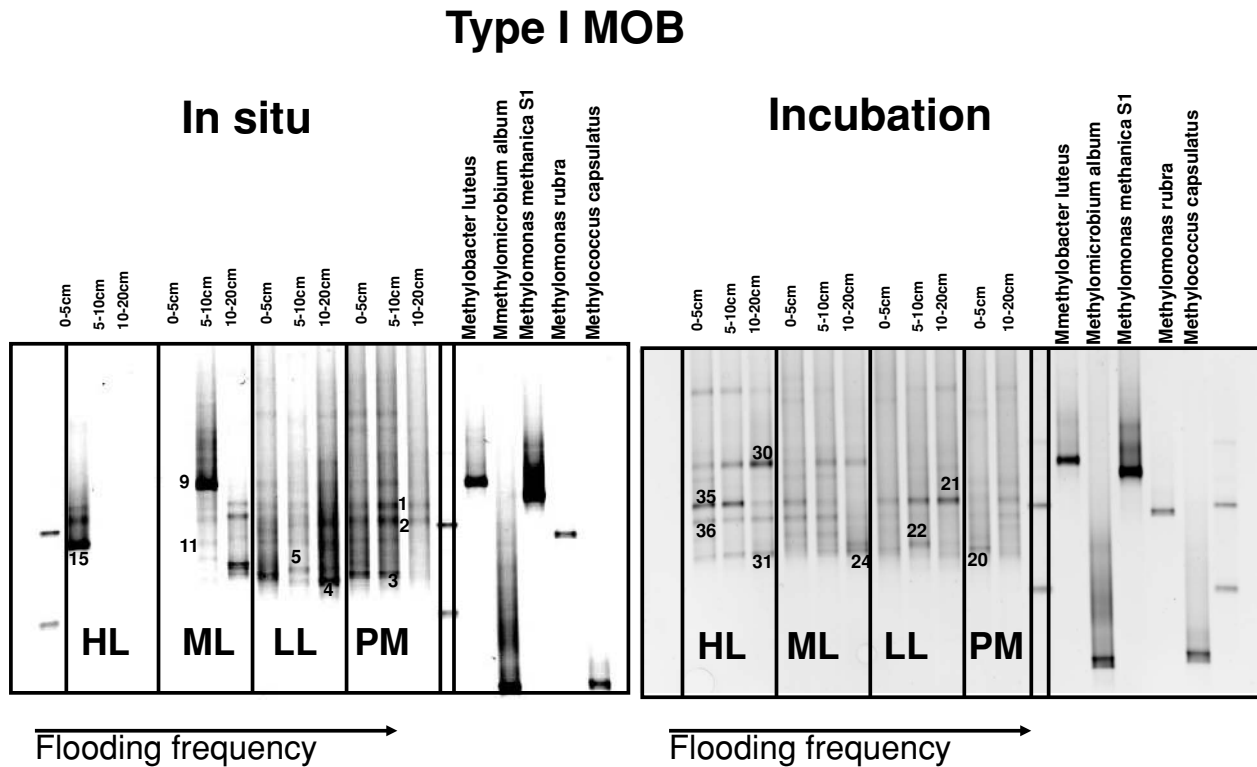 Type I MOB
In situ
Incubation
0-5cm
5-10cm
10-20cm
0-5cm
5-10cm
10-20cm
0-5cm
5-10cm
10-20cm
0-5cm
5-10cm
10-20cm
Methylobacter luteus
Mmethylomicrobium album
Methylomonas methanica S1
Methylomonas rubra
Methylococcus capsulatus
0-5cm
5-10cm
10-20cm
0-5cm
5-10cm
10-20cm
0-5cm
5-10cm
10-20cm
0-5cm
10-20cm
Mmethylobacter luteus
Methylomicrobium album
Methylomonas methanica S1
Methylomonas rubra
Methylococcus capsulatus
9
11
15
5
4
1
2
3
HL
ML
LL
PM
30
35
36
31
24
21
22
20
HL
ML
LL
PM
Flooding frequency
Flooding frequency